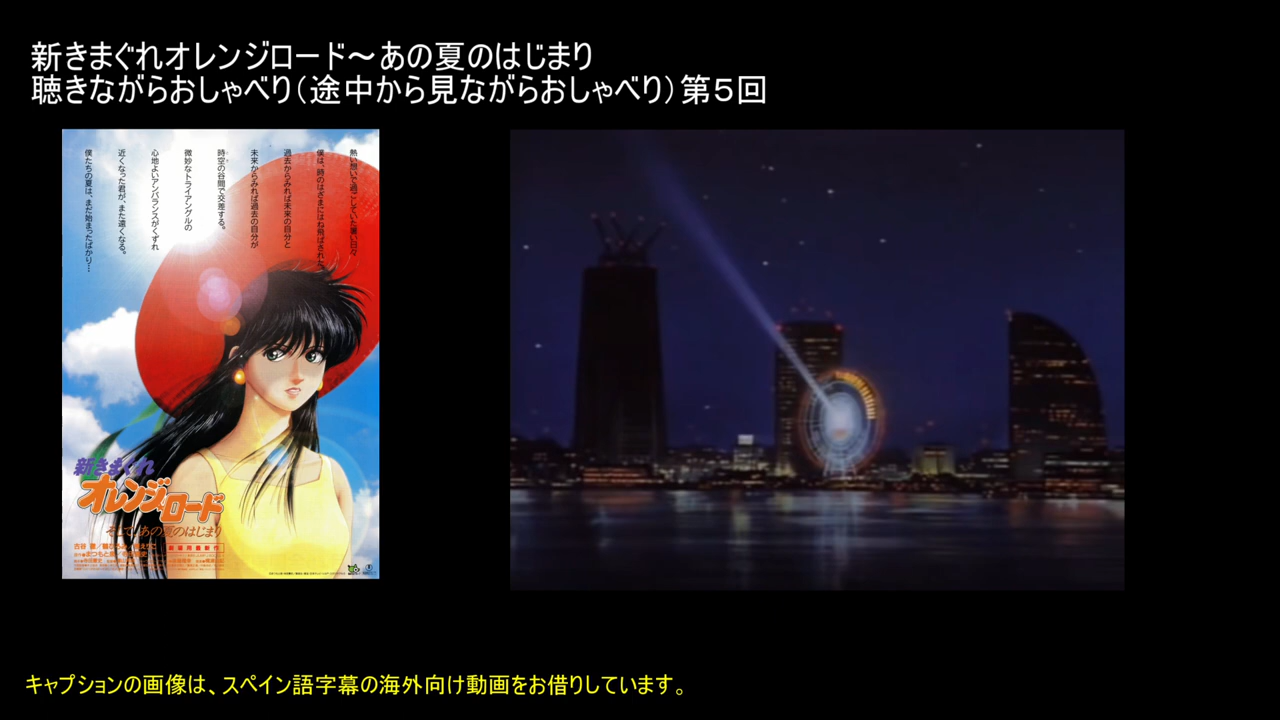 新きまぐれオレンジロード～あの夏のはじまり
聴きながらおしゃべり（途中から見ながらおしゃべり）第５回
熱い想いで過ごしていた暑い日々
僕は、時のはざまにはね飛ばされた。
過去からみれば未来の自分と
未来からみれば過去の自分が
時空の谷間で交差する。
微妙なトライアングルの
心地よいアンバランスがくずれ
近くなった君が、また遠くなる。
僕たちの夏は、まだ始まったばかり…
新きまぐれ
オレンジロード
そして、あの夏のはじまり
キャプションの画像は、スペイン語字幕の海外向け動画をお借りしています。